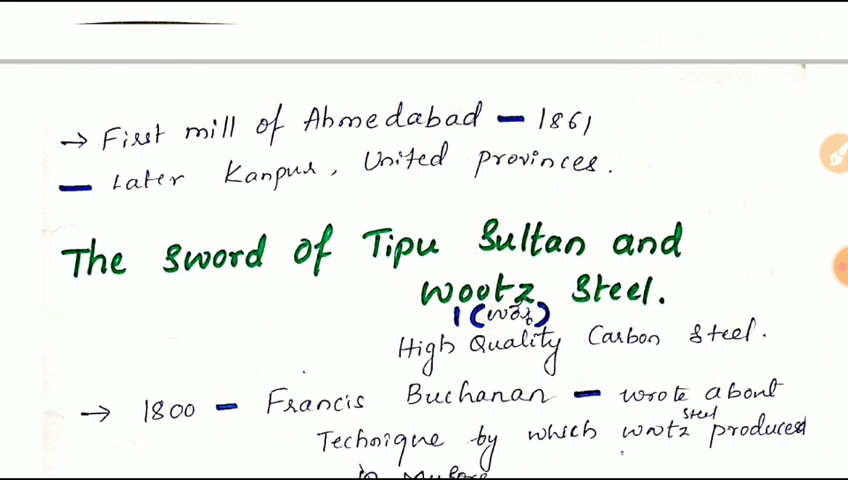 → First mill of Ahmedabad – 1861
– Later Kanpur, United provinces.
The Sword of Tipu Sultan and
Wootz Steel.
High Quality Carbon Steel.
→ 1800 – Francis Buchanan – wrote about
Technique by which wootz steel produced
in